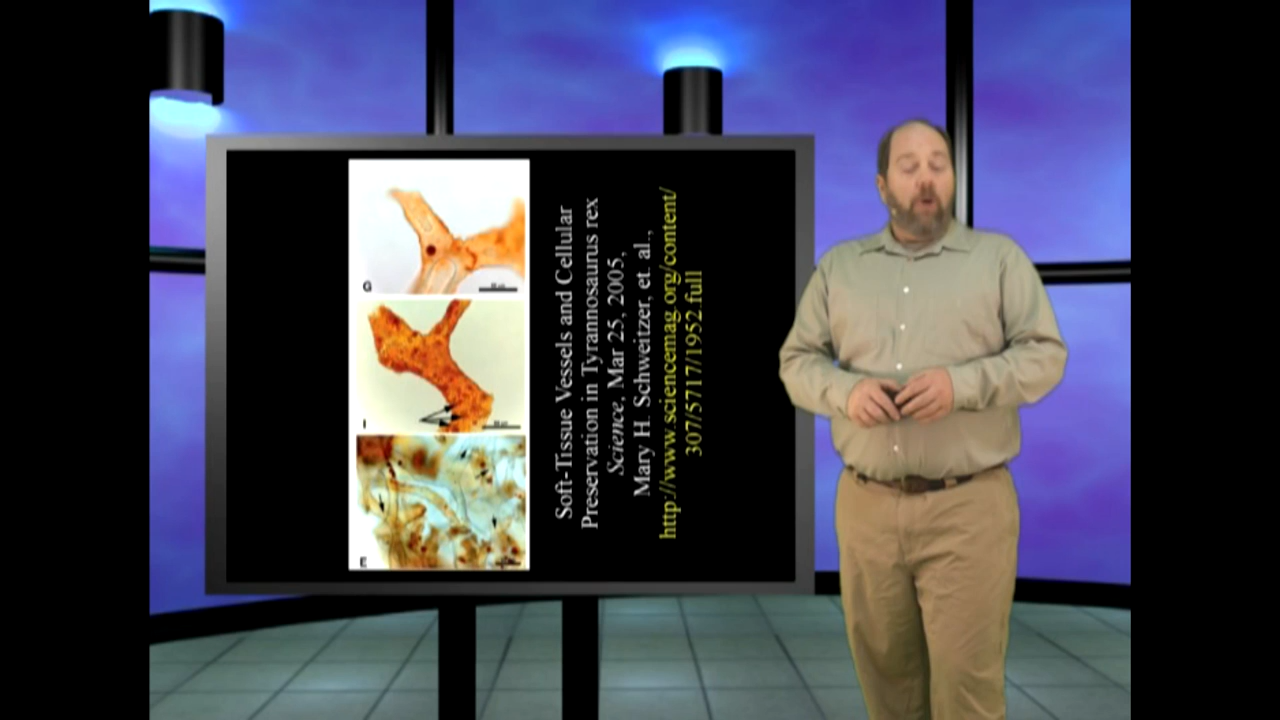 G
I
E
Soft-Tissue Vessels and Cellular
Preservation in Tyrannosaurus rex
Science, Mar 25, 2005,
Mary H. Schweitzer, et. al.,
http://www.sciencemag.org/content/
307/5717/1952.full